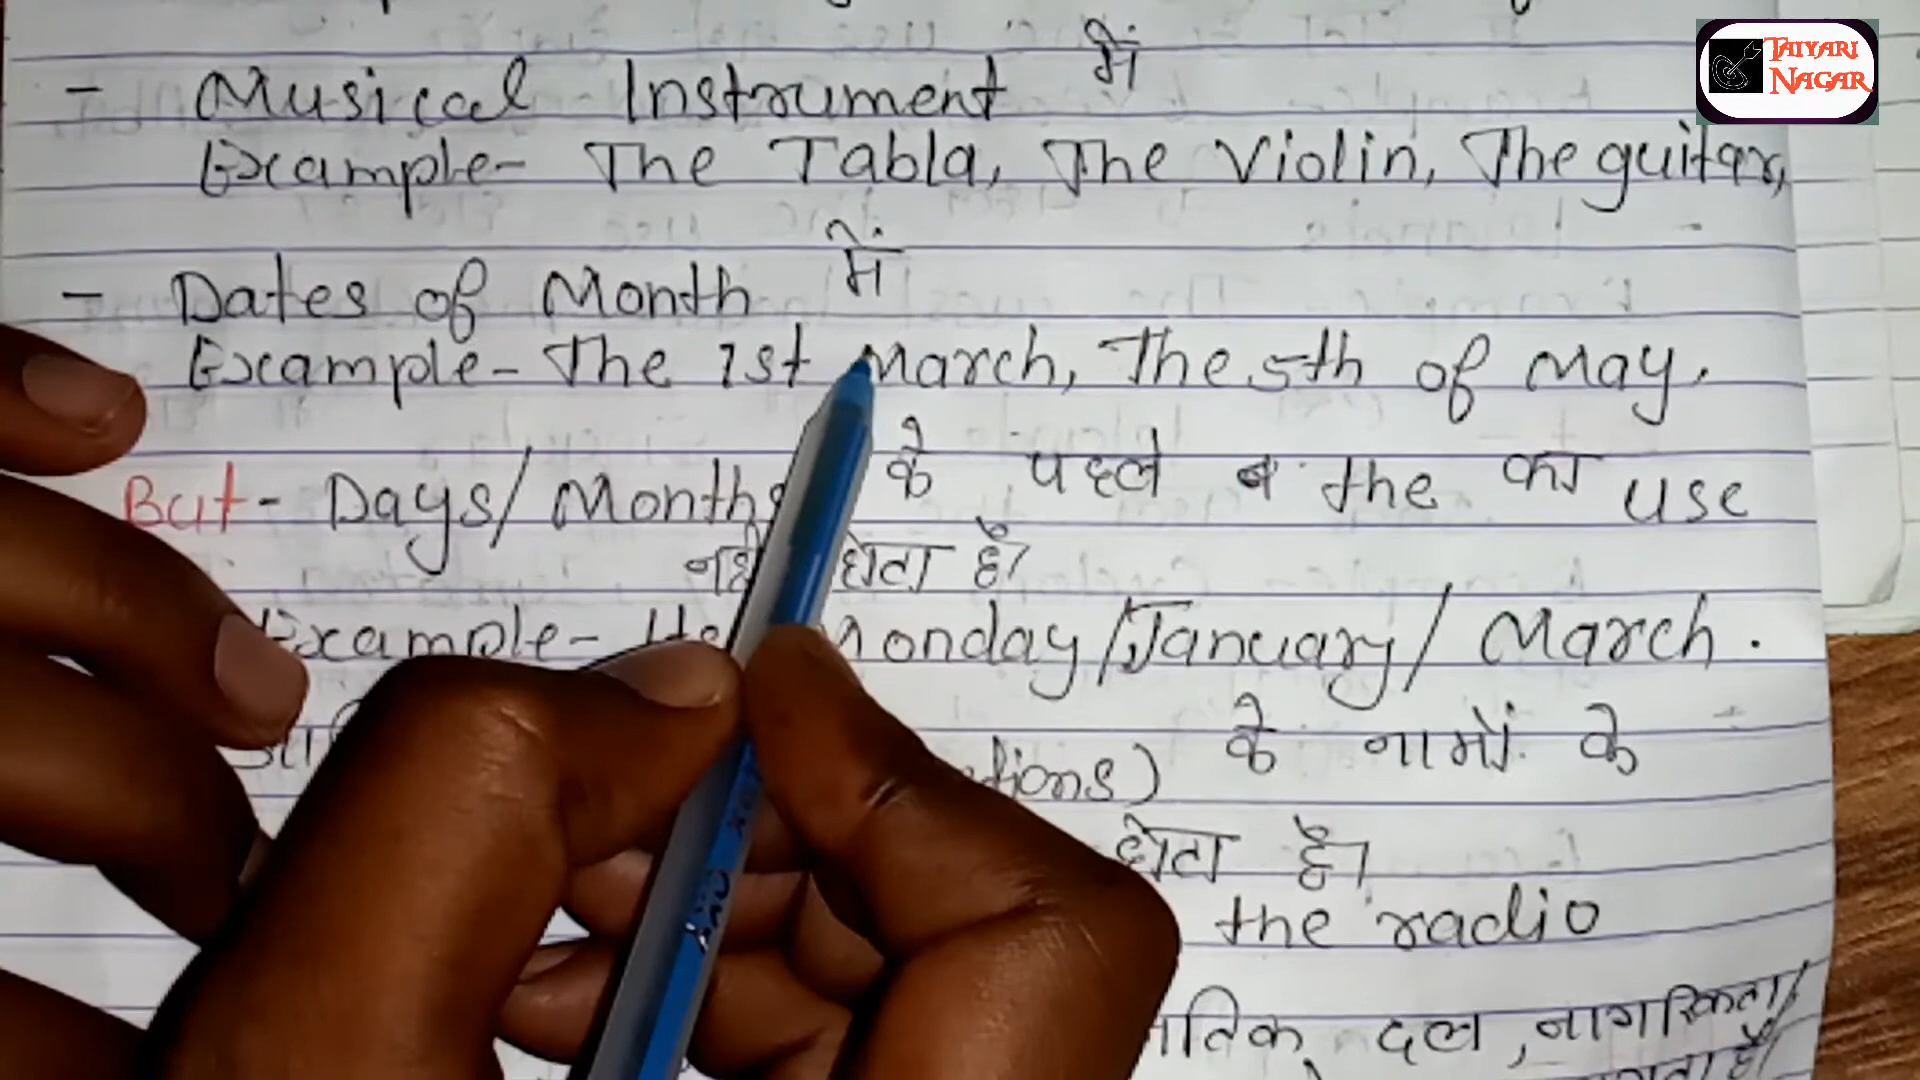 - Musical Instrument में
Example- The Tabla, The Violin, The guitar,
- Dates of Month में
Example- The 1st March, The 5th of May.
But- Days/Months के पहले the का use
नहीं होता है।
Example- Monday/January/ March.
के नामों के
होता है।
the radio
दल, नागरिकता/
TAIYARI
NAGAR